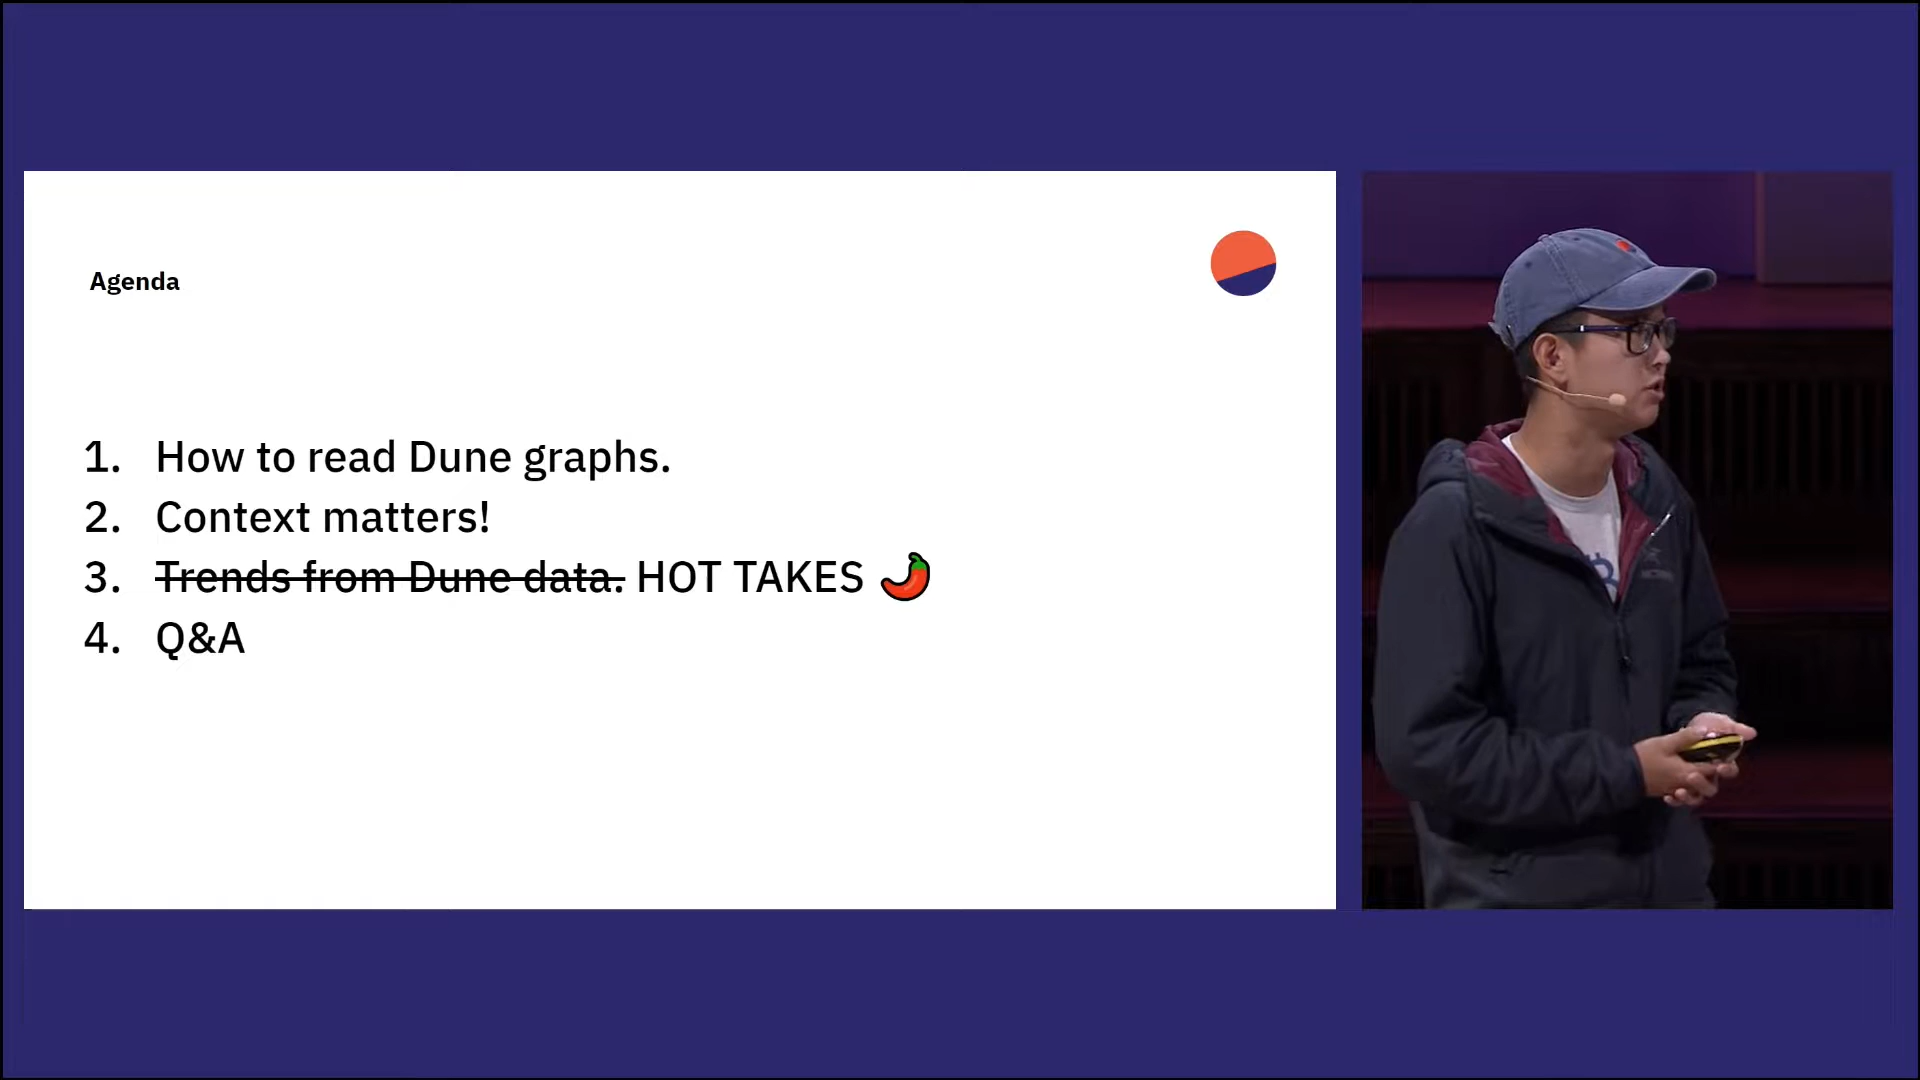 Agenda
1. How to read Dune graphs.
2. Context matters!
3. Trends from Dune data. HOT TAKES 🌶️
4. Q&A